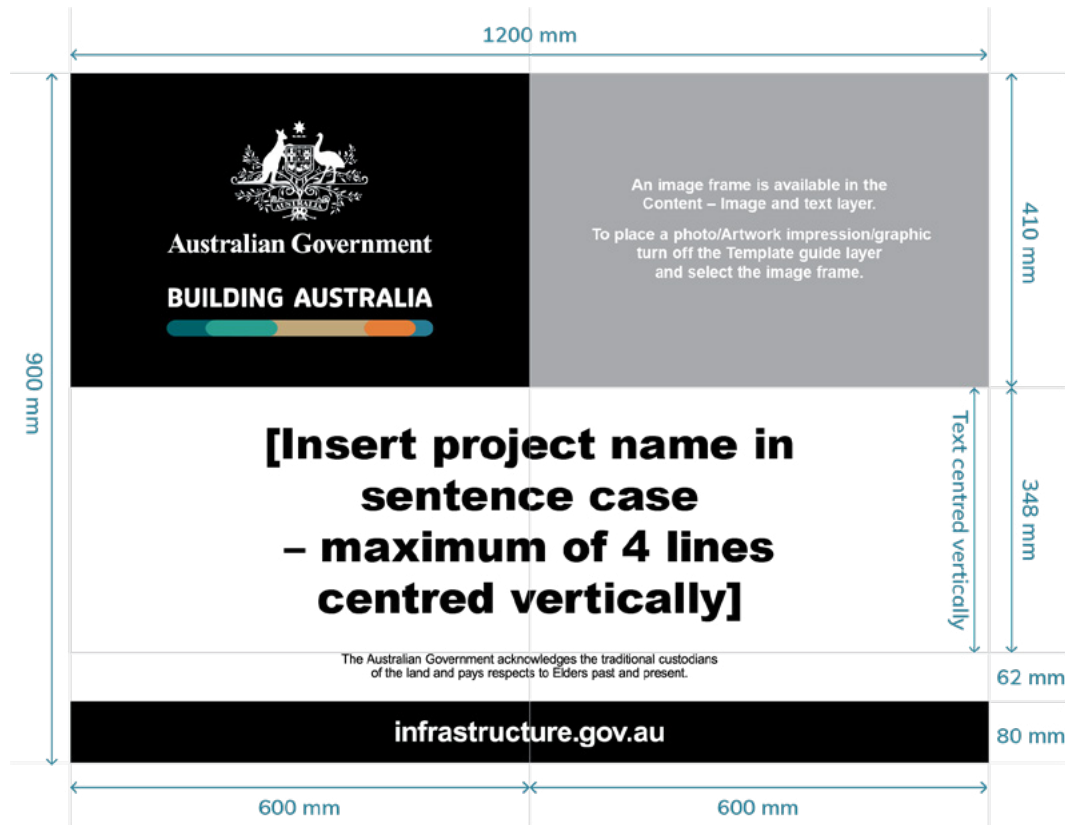 1200 mm
AUSTRALIA
Australian Government
BUILDING AUSTRALIA
An image frame is available in the
Content – Image and text layer.
To place a photo/Artwork impression/graphic
turn off the Template guide layer
and select the image frame.
410 mm
900 mm
[Insert project name in
sentence case
– maximum of 4 lines
centred vertically]
Text centred vertically
348 mm
The Australian Government acknowledges the traditional custodians
of the land and pays respects to Elders past and present.
62 mm
infrastructure.gov.au
80 mm
600 mm
600 mm